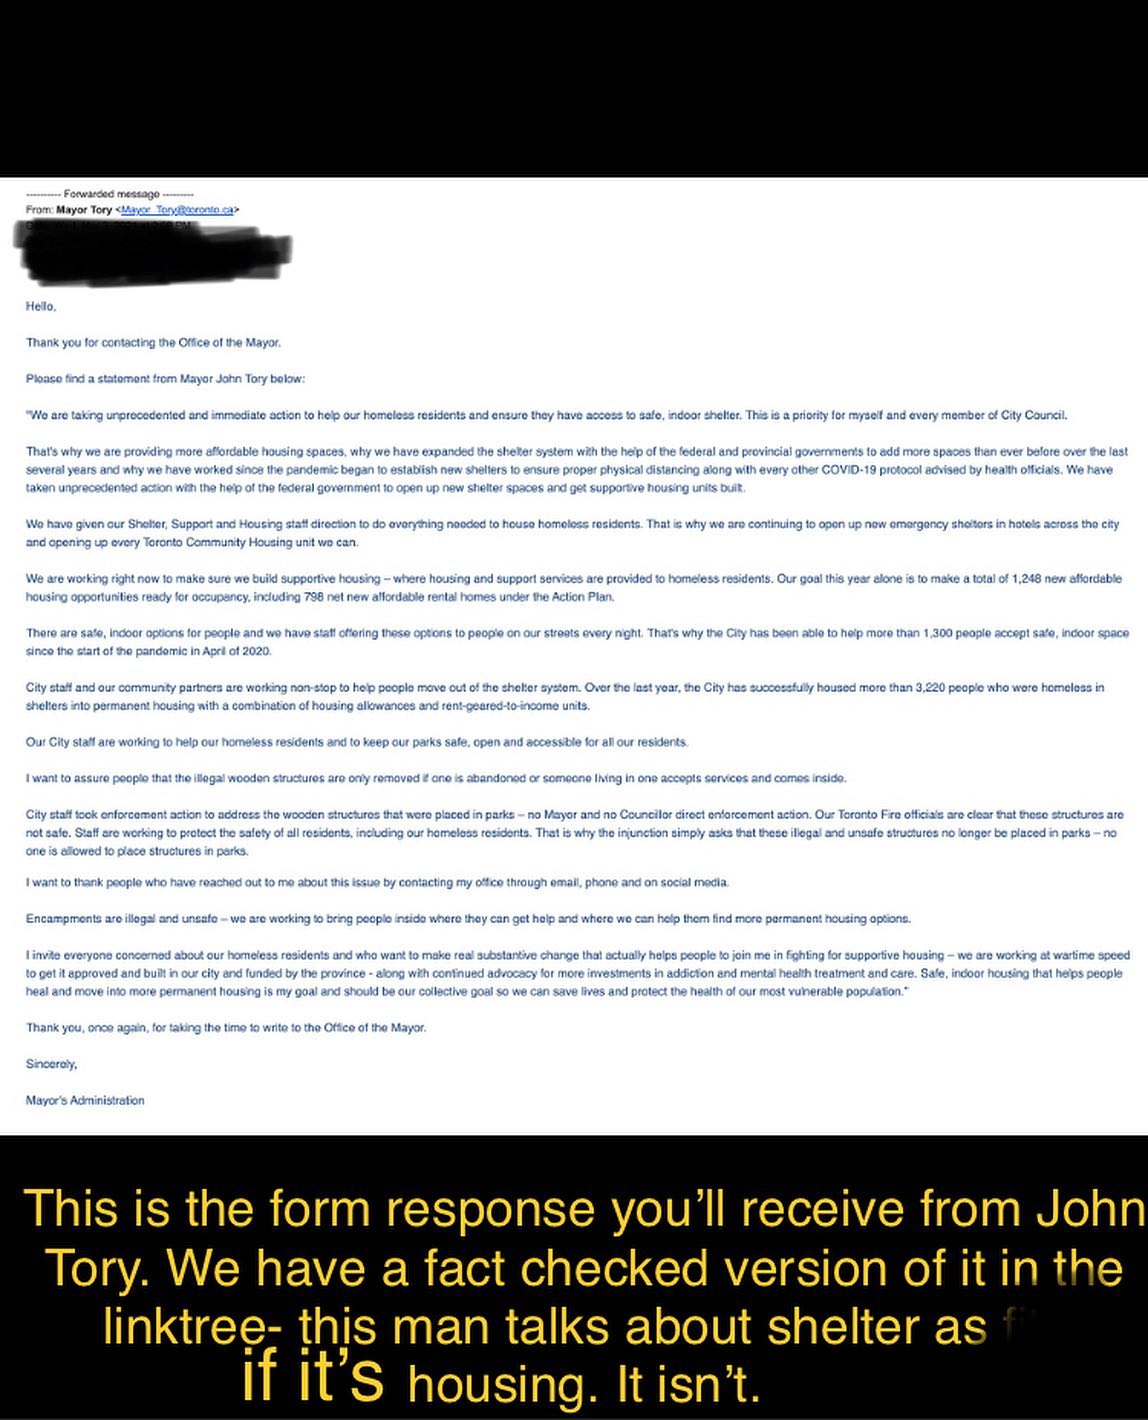 ---------- Forwarded message ---------
From: Mayor Tory <Mayor_Tory@toronto.ca>
PM
Hello,
Thank you for contacting the Office of the Mayor.
Please find a statement from Mayor John Tory below:
"We are taking unprecedented and immediate action to help our homeless residents and ensure they have access to safe, indoor shelter. This is a priority for myself and every member of City Council.
That's why we are providing more affordable housing spaces, why we have expanded the shelter system with the help of the federal and provincial governments to add more spaces than ever before over the last
several years and why we have worked since the pandemic began to establish new shelters to ensure proper physical distancing along with every other COVID-19 protocol advised by health officials. We have
taken unprecedented action with the help of the federal government to open up new shelter spaces and get supportive housing units built.
We have given our Shelter, Support and Housing staff direction to do everything needed to house homeless residents. That is why we are continuing to open up new emergency shelters in hotels across the city
and opening up every Toronto Community Housing unit we can.
We are working right now to make sure we build supportive housing – where housing and support services are provided to homeless residents. Our goal this year alone is to make a total of 1,248 new affordable
housing opportunities ready for occupancy, including 798 net new affordable rental homes under the Action Plan.
There are safe, indoor options for people and we have staff offering these options to people on our streets every night. That's why the City has been able to help more than 1,300 people accept safe, indoor space
since the start of the pandemic in April of 2020.
City staff and our community partners are working non-stop to help people move out of the shelter system. Over the last year, the City has successfully housed more than 3,220 people who were homeless in
shelters into permanent housing with a combination of housing allowances and rent-geared-to-income units.
Our City staff are working to help our homeless residents and to keep our parks safe, open and accessible for all our residents.
I want to assure people that the illegal wooden structures are only removed if one is abandoned or someone living in one accepts services and comes inside.
City staff took enforcement action to address the wooden structures that were placed in parks – no Mayor and no Councillor direct enforcement action. Our Toronto Fire officials are clear that these structures are
not safe. Staff are working to protect the safety of all residents, including our homeless residents. That is why the injunction simply asks that these illegal and unsafe structures no longer be placed in parks – no
one is allowed to place structures in parks.
I want to thank people who have reached out to me about this issue by contacting my office through email, phone and on social media.
Encampments are illegal and unsafe – we are working to bring people inside where they can get help and where we can help them find more permanent housing options.
I invite everyone concerned about our homeless residents and who want to make real substantive change that actually helps people to join me in fighting for supportive housing – we are working at wartime speed
to get it approved and built in our city and funded by the province - along with continued advocacy for more investments in addiction and mental health treatment and care. Safe, indoor housing that helps people
heal and move into more permanent housing is my goal and should be our collective goal so we can save lives and protect the health of our most vulnerable population."
Thank you, once again, for taking the time to write to the Office of the Mayor.
Sincerely,
Mayor's Administration
This is the form response you'll receive from John
Tory. We have a fact checked version of it in the
linktree- this man talks about shelter as
if it's housing. It isn't.